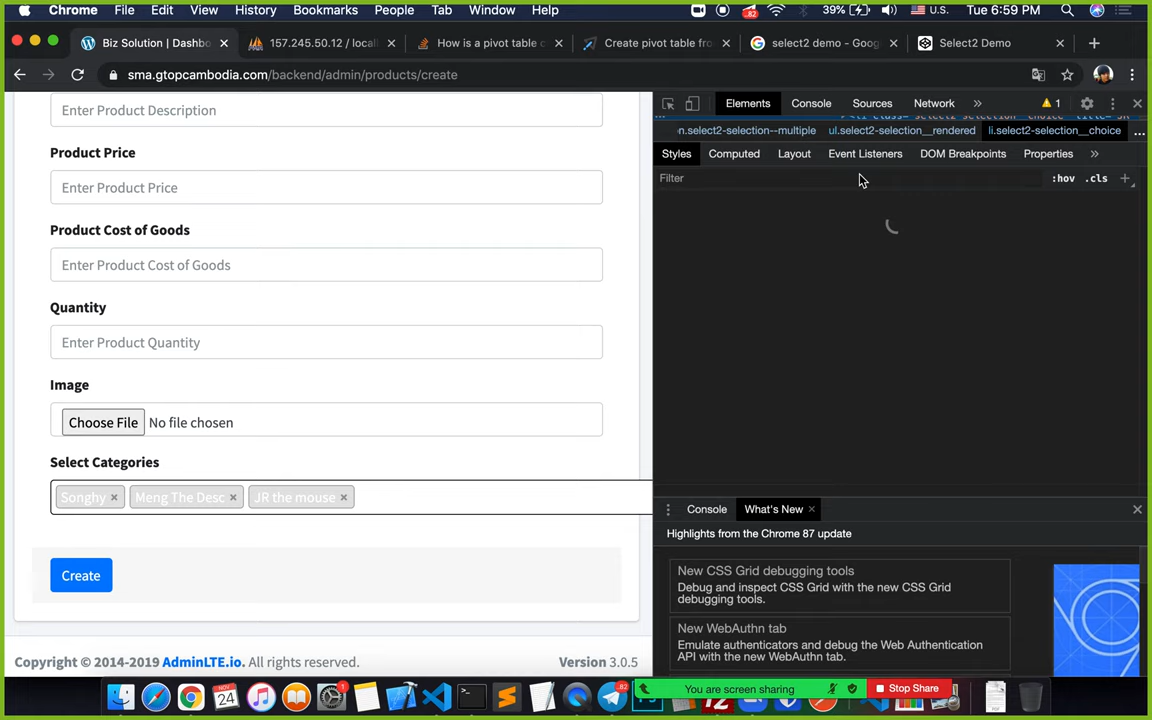 Chrome File Edit View History Bookmarks People Tab Window Help 82 39% U.S. Tue 6:59 PM
Biz Solution | Dashbo × 157.245.50.12 / local × How is a pivot table c × Create pivot table fro × select2 demo - Goog × Select2 Demo × +
sma.gtopcambodia.com/backend/admin/products/create
Enter Product Description
Product Price
Enter Product Price
Product Cost of Goods
Enter Product Cost of Goods
Quantity
Enter Product Quantity
Image
Choose File No file chosen
Select Categories
Songhy × Meng The Desc × JR the mouse ×
Create
Copyright © 2014-2019 AdminLTE.io. All rights reserved. Version 3.0.5
Elements Console Sources Network » 1
n.select2-selection--multiple ul.select2-selection__rendered li.select2-selection__choice ...
Styles Computed Layout Event Listeners DOM Breakpoints Properties »
Filter :hov .cls +
Console What's New ×
Highlights from the Chrome 87 update
New CSS Grid debugging tools
Debug and inspect CSS Grid with the new CSS Grid
debugging tools.
New WebAuthn tab
Emulate authenticators and debug the Web Authentication
API with the new WebAuthn tab.
NOV
24
1
82
You are screen sharing Stop Share